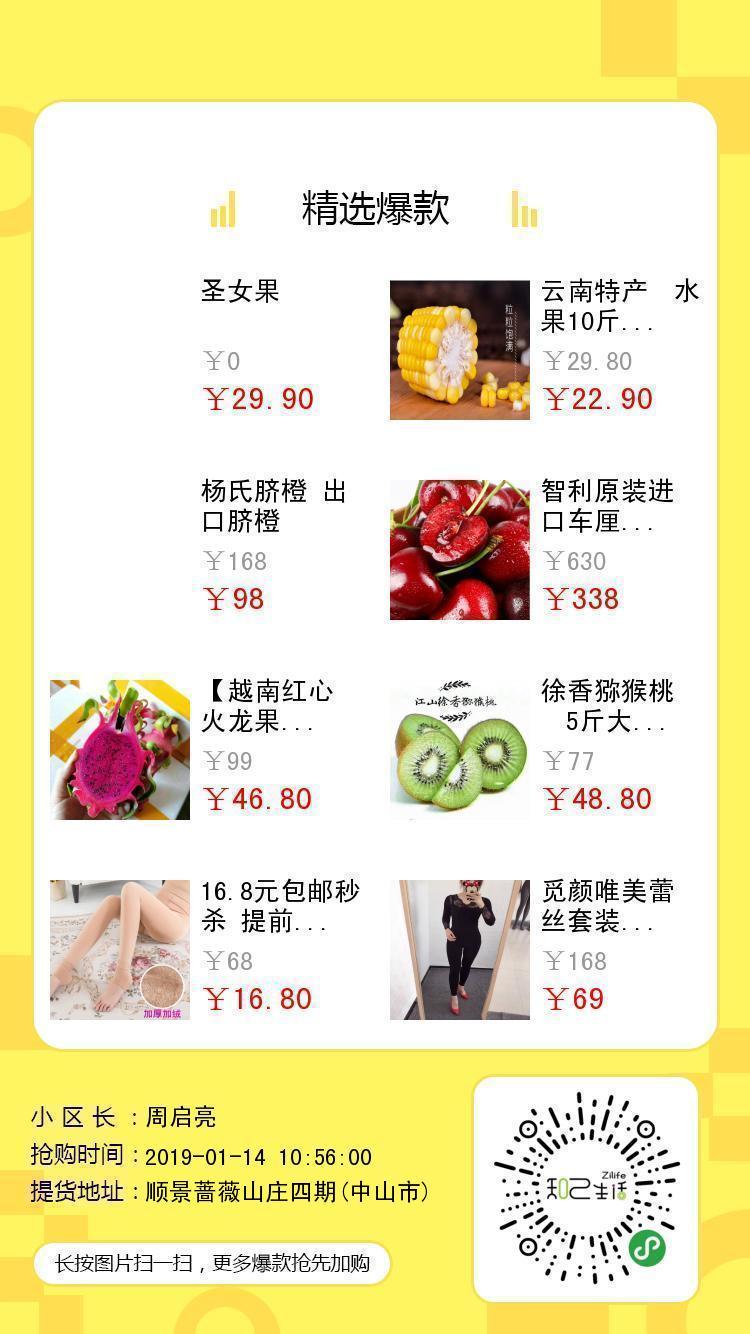 精选爆款
圣女果
￥0
￥29.90
粒粒饱满
云南特产 水
果10斤...
￥29.80
￥22.90
杨氏脐橙 出
口脐橙
￥168
￥98
智利原装进
口车厘...
￥630
￥338
【越南红心
火龙果...
￥99
￥46.80
江山徐香猕猴桃
徐香猕猴桃
5斤大...
￥77
￥48.80
加厚加绒
16.8元包邮秒
杀 提前...
￥68
￥16.80
觅颜唯美蕾
丝套装...
￥168
￥69
小 区 长 ：周启亮
抢购时间：2019-01-14 10:56:00
提货地址：顺景蔷薇山庄四期(中山市)
长按图片扫一扫，更多爆款抢先加购
Zilife
知己生活